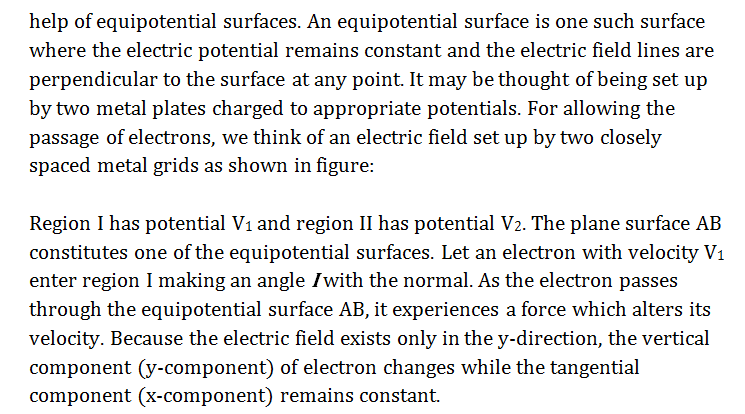 help of equipotential surfaces. An equipotential surface is one such surface
where the electric potential remains constant and the electric field lines are
perpendicular to the surface at any point. It may be thought of being set up
by two metal plates charged to appropriate potentials. For allowing the
passage of electrons, we think of an electric field set up by two closely
spaced metal grids as shown in figure:
Region I has potential V1 and region II has potential V2. The plane surface AB
constitutes one of the equipotential surfaces. Let an electron with velocity V1
enter region I making an angle I with the normal. As the electron passes
through the equipotential surface AB, it experiences a force which alters its
velocity. Because the electric field exists only in the y-direction, the vertical
component (y-component) of electron changes while the tangential
component (x-component) remains constant.